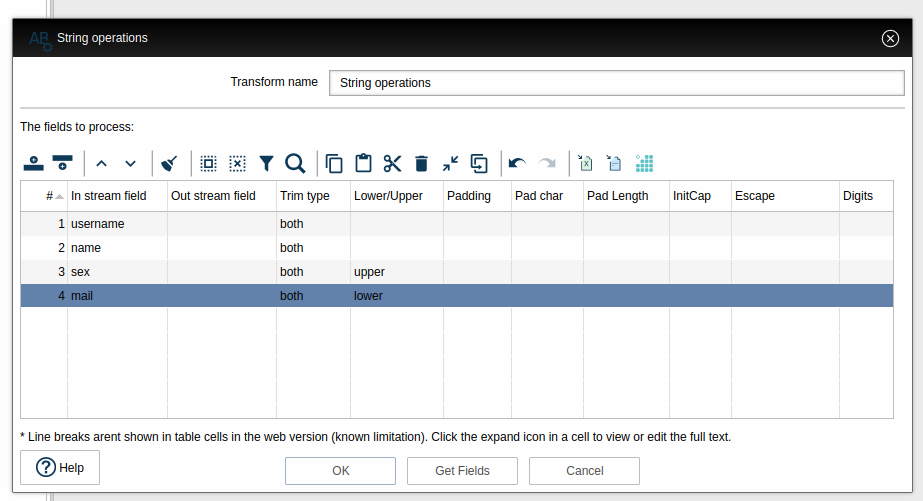 String operations
Transform name String operations
The fields to process:
# In stream field Out stream field Trim type Lower/Upper Padding Pad char Pad Length InitCap Escape Digits
1 username both
2 name both
3 sex both upper
4 mail both lower
* Line breaks arent shown in table cells in the web version (known limitation). Click the expand icon in a cell to view or edit the full text.
Help OK Get Fields Cancel